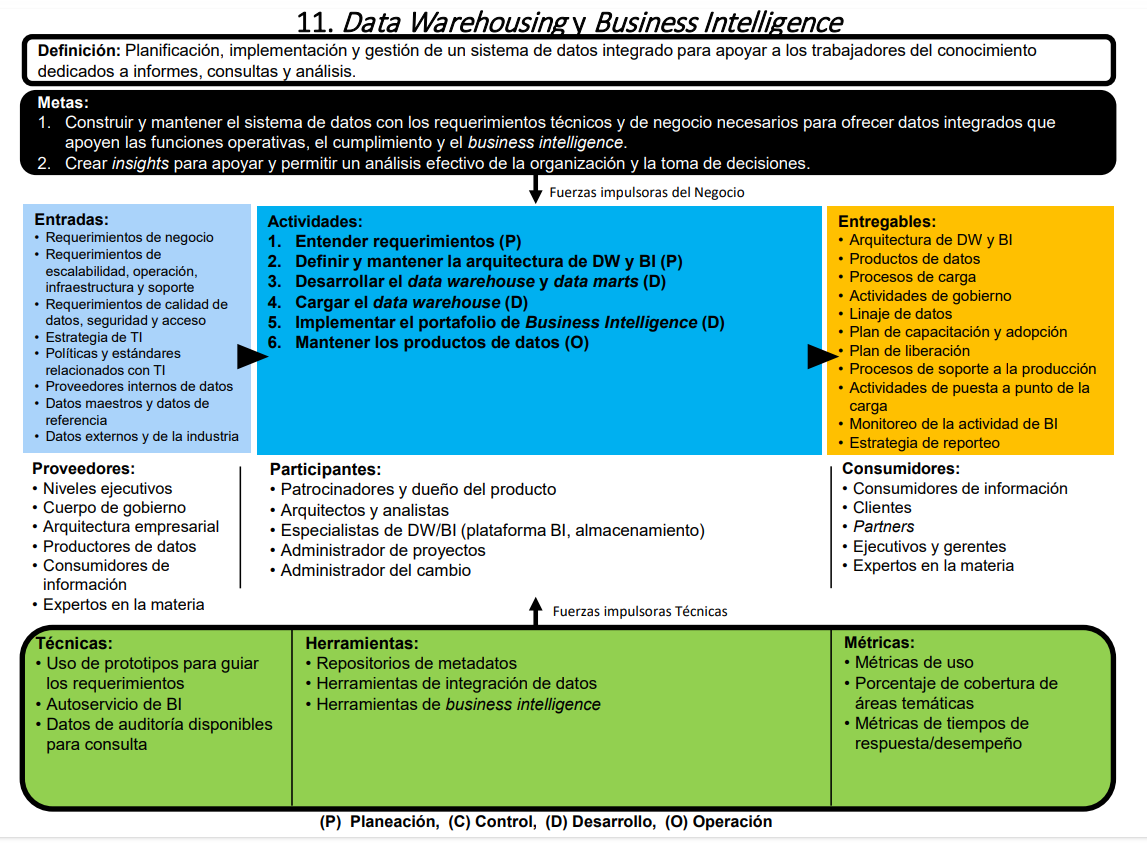 11. Data Warehousing y Business Intelligence
Definición: Planificación, implementación y gestión de un sistema de datos integrado para apoyar a los trabajadores del conocimiento
dedicados a informes, consultas y análisis.
Metas:
1. Construir y mantener el sistema de datos con los requerimientos técnicos y de negocio necesarios para ofrecer datos integrados que
apoyen las funciones operativas, el cumplimiento y el business intelligence.
2. Crear insights para apoyar y permitir un análisis efectivo de la organización y la toma de decisiones.
Fuerzas impulsoras del Negocio
Entradas:
• Requerimientos de negocio
• Requerimientos de
escalabilidad, operación,
infraestructura y soporte
• Requerimientos de calidad de
datos, seguridad y acceso
• Estrategia de TI
• Políticas y estándares
relacionados con TI
• Proveedores internos de datos
• Datos maestros y datos de
referencia
• Datos externos y de la industria
Actividades:
1. Entender requerimientos (P)
2. Definir y mantener la arquitectura de DW y BI (P)
3. Desarrollar el data warehouse y data marts (D)
4. Cargar el data warehouse (D)
5. Implementar el portafolio de Business Intelligence (D)
6. Mantener los productos de datos (O)
Entregables:
• Arquitectura de DW y BI
• Productos de datos
• Procesos de carga
• Actividades de gobierno
• Linaje de datos
• Plan de capacitación y adopción
• Plan de liberación
• Procesos de soporte a la producción
• Actividades de puesta a punto de la
carga
• Monitoreo de la actividad de BI
• Estrategia de reporteo
Proveedores:
• Niveles ejecutivos
• Cuerpo de gobierno
• Arquitectura empresarial
• Productores de datos
• Consumidores de
información
• Expertos en la materia
Participantes:
• Patrocinadores y dueño del producto
• Arquitectos y analistas
• Especialistas de DW/BI (plataforma BI, almacenamiento)
• Administrador de proyectos
• Administrador del cambio
Consumidores:
• Consumidores de información
• Clientes
• Partners
• Ejecutivos y gerentes
• Expertos en la materia
Fuerzas impulsoras Técnicas
Técnicas:
• Uso de prototipos para guiar
los requerimientos
• Autoservicio de BI
• Datos de auditoría disponibles
para consulta
Herramientas:
• Repositorios de metadatos
• Herramientas de integración de datos
• Herramientas de business intelligence
Métricas:
• Métricas de uso
• Porcentaje de cobertura de
áreas temáticas
• Métricas de tiempos de
respuesta/desempeño
(P) Planeación, (C) Control, (D) Desarrollo, (O) Operación